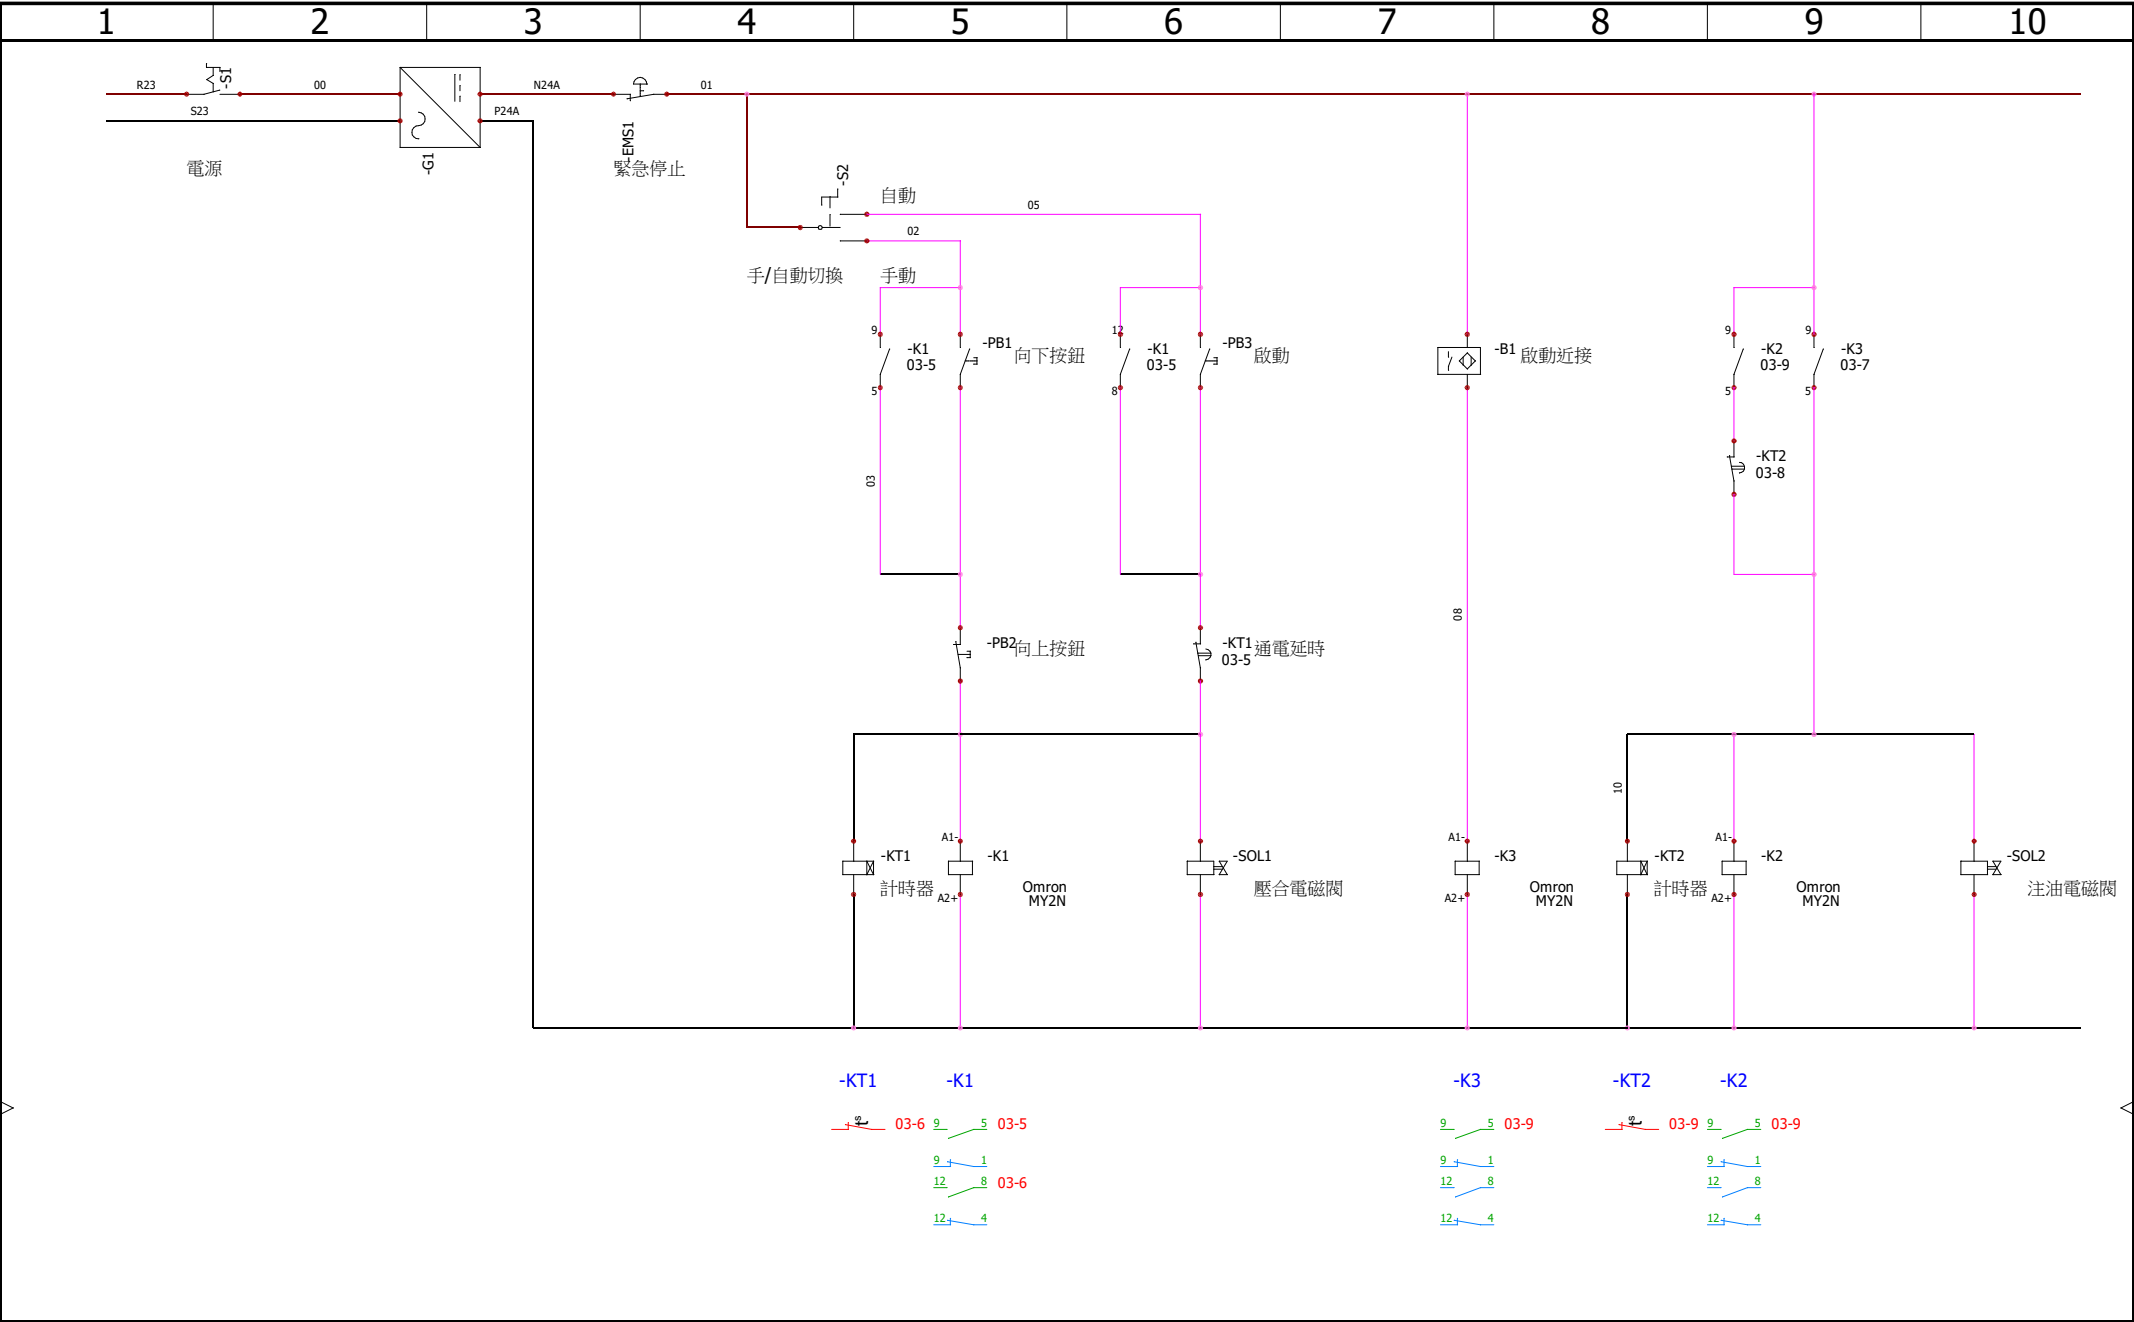 1 2 3 4 5 6 7 8 9 10
R23
-S1
00
N24A
01
S23
P24A
-EMS1
-G1
電源
緊急停止
-S2
自動
05
02
手/自動切換
手動
9
-K1
03-5
5
-PB1
向下按鈕
12
-K1
03-5
8
-PB3
啟動
-B1
啟動近接
9
-K2
03-9
5
9
-K3
03-7
5
-KT2
03-8
03
08
-PB2
向上按鈕
-KT1
03-5
通電延時
10
-KT1
計時器
A1-
-K1
A2+
Omron
MY2N
-SOL1
壓合電磁閥
A1-
-K3
A2+
Omron
MY2N
-KT2
計時器
A1-
-K2
A2+
Omron
MY2N
-SOL2
注油電磁閥
-KT1 -K1 -K3 -KT2 -K2
ts 03-6 9 5 03-5 9 5 03-9 ts 03-9 9 5 03-9
9 1 9 1 9 1
12 8 03-6 12 8 12 8
12 4 12 4 12 4